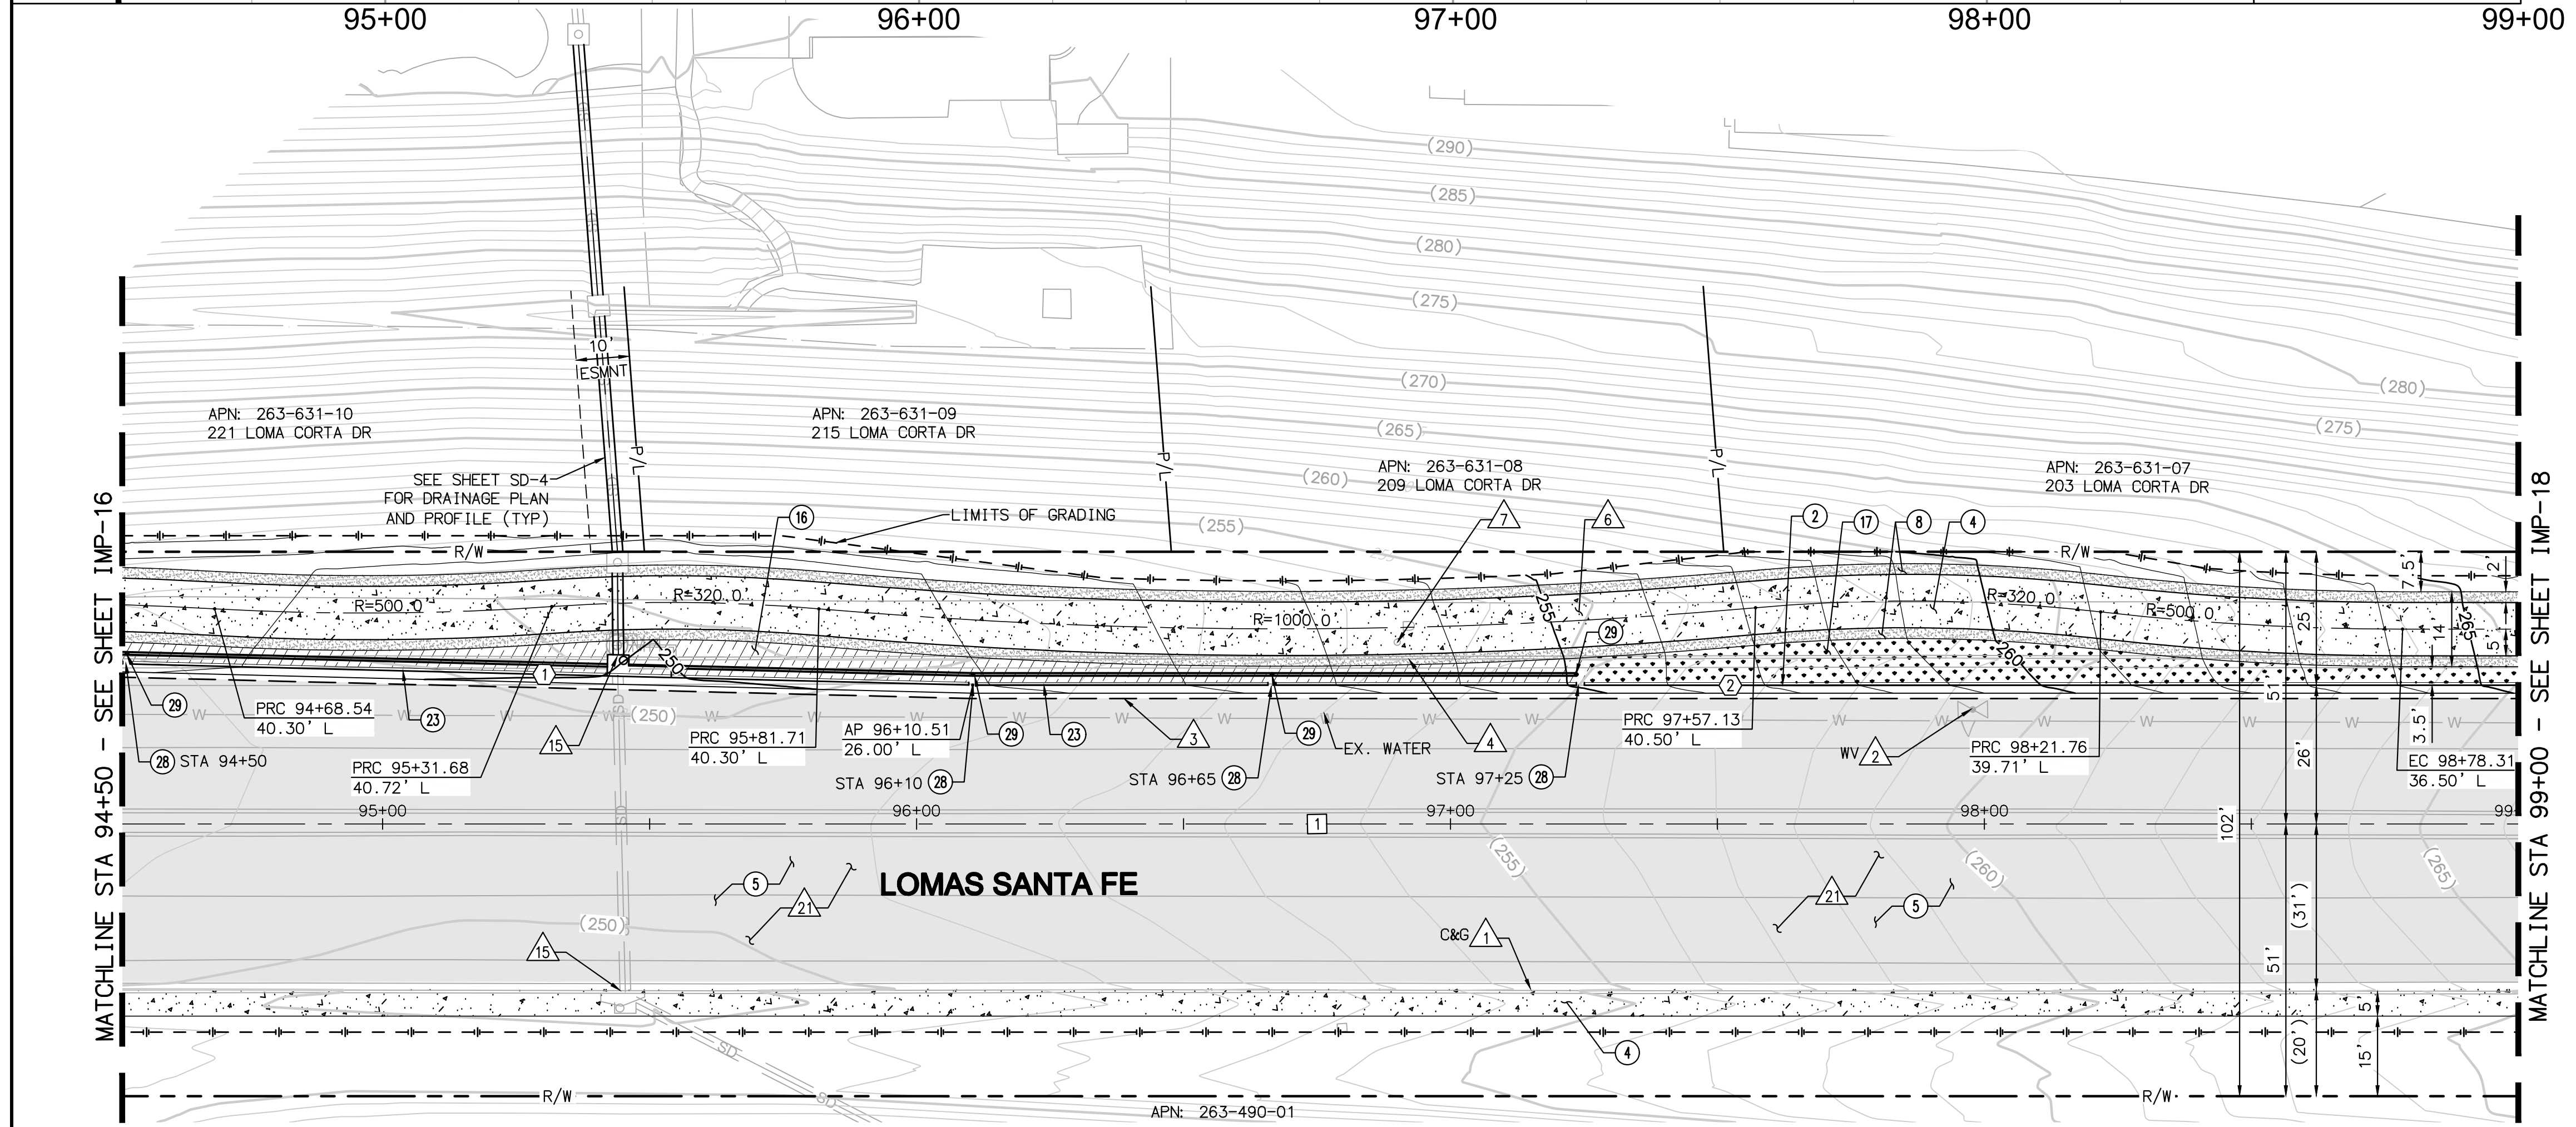 95+00 96+00 97+00 98+00 99+00
(290)
(285)
(280)
(275)
(270)
(265)
(260)
(255)
(280)
(275)
10'
ESMNT
P/L
P/L
P/L
APN: 263-631-10
221 LOMA CORTA DR
APN: 263-631-09
215 LOMA CORTA DR
APN: 263-631-08
209 LOMA CORTA DR
APN: 263-631-07
203 LOMA CORTA DR
SEE SHEET SD-4
FOR DRAINAGE PLAN
AND PROFILE (TYP)
16
LIMITS OF GRADING
7
6
2
17
8
4
R/W
R/W
R=500.0'
R=320.0'
R=1000.0'
R=320.0'
R=500.0'
255
260
265
250
29
1
2
29
23
29
23
29
28 STA 94+50
PRC 94+68.54
40.30' L
PRC 95+31.68
40.72' L
15
PRC 95+81.71
40.30' L
AP 96+10.51
26.00' L
STA 96+10 28
STA 96+65 28
STA 97+25 28
3
4
EX. WATER
PRC 97+57.13
40.50' L
WV 2
PRC 98+21.76
39.71' L
EC 98+78.31
36.50' L
W W W W W W W W W W W W
(250)
SD
SD
95+00 96+00 97+00 98+00 99
1
LOMAS SANTA FE
5
21
21
5
(250)
(255)
(260)
(265)
15
C&G 1
4
SD
SD
R/W
R/W
APN: 263-490-01
7.5'
2'
25'
14'
5'
5'
3.5'
26'
102'
(31')
51'
(20')
5'
15'
MATCHLINE STA 94+50 - SEE SHEET IMP-16
MATCHLINE STA 99+00 - SEE SHEET IMP-18